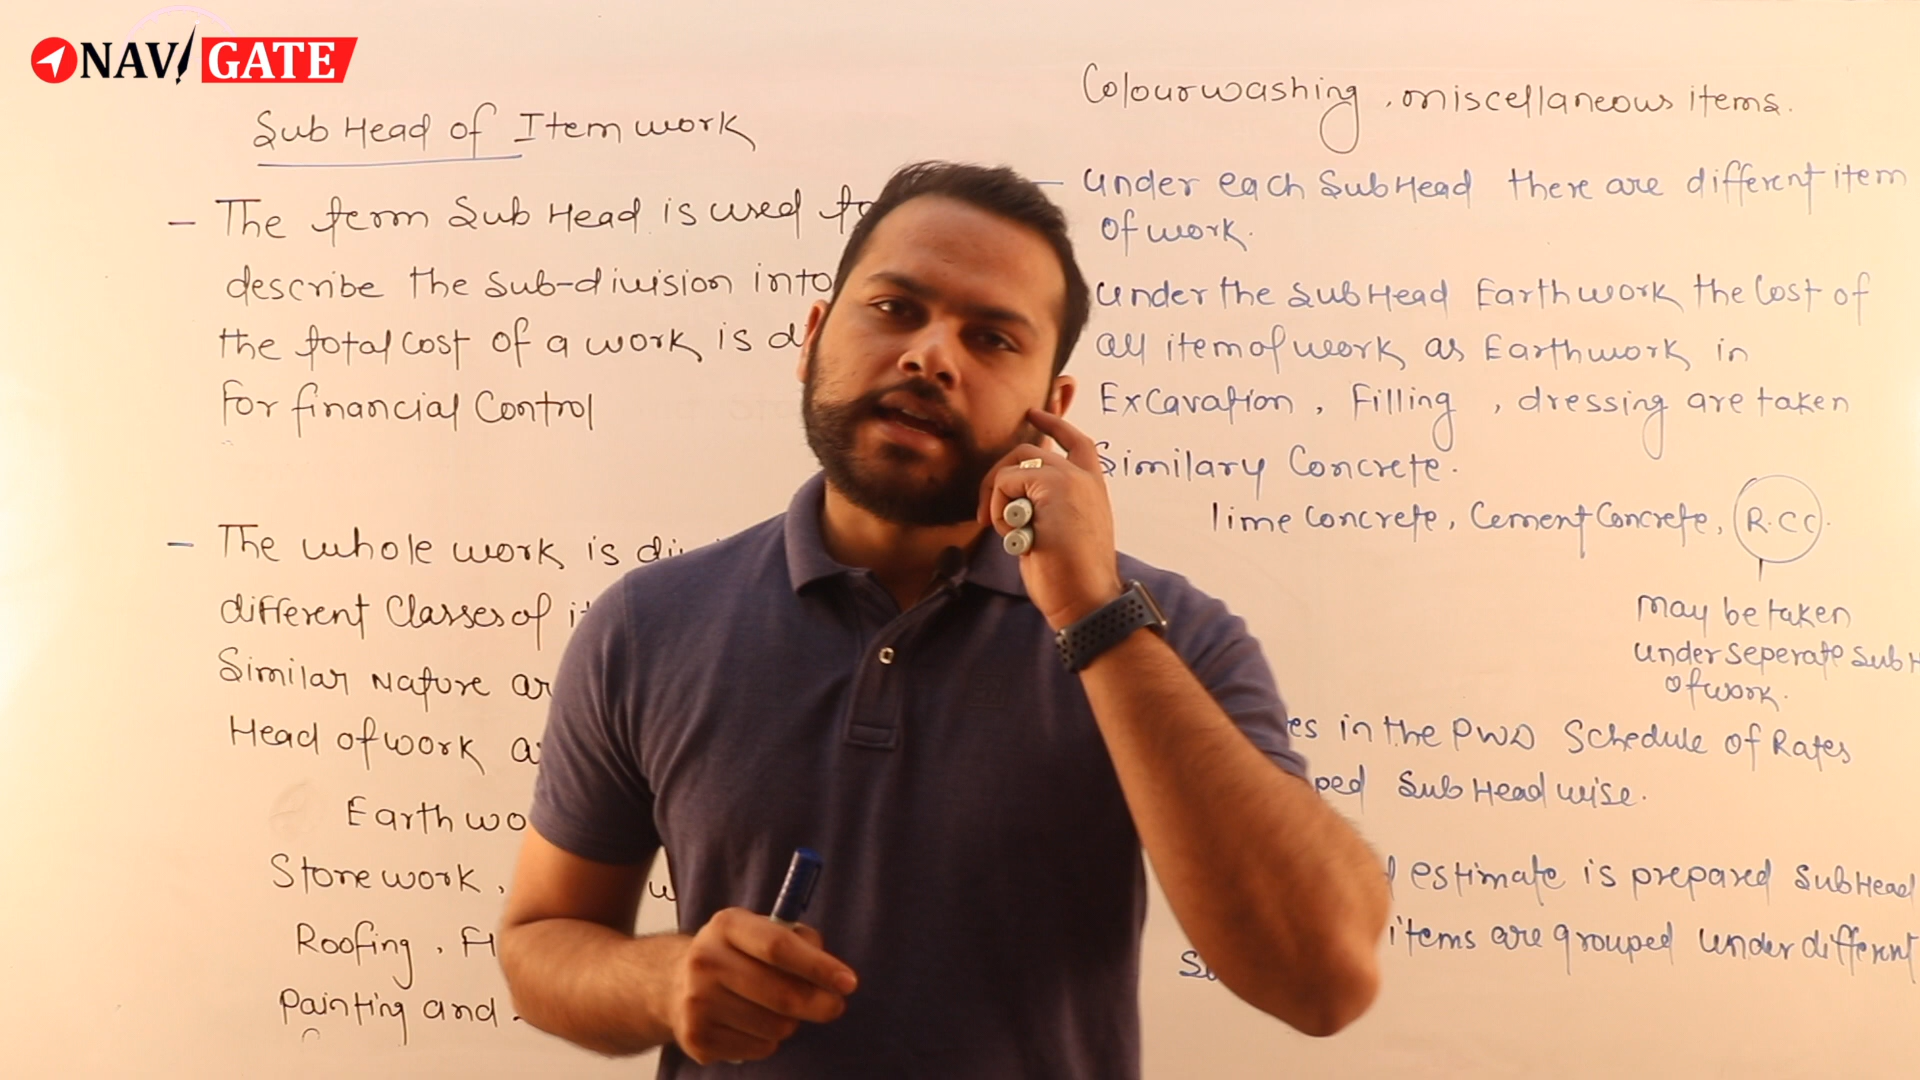 NAVIGATE
Sub Head of Item work
- The term Sub Head is used to
describe the sub-division into
the total cost of a work is d
For financial Control
- The whole work is di
different Classes of it
Similar Nature ar
Head of work a
Earth wo
Stone work, w
Roofing, Fl
Painting and
Colourwashing, miscellaneous items.
- under each SubHead there are different item
of work.
under the SubHead Earth work the Cost of
all item of work as Earthwork in
Excavation, Filling, dressing are taken
Similary Concrete.
lime Concrete, Cement Concrete, R.C.C.
may be taken
under seperate Sub H
of work.
es in the PWD Schedule of Rates
ped Sub Head wise.
estimate is prepared SubHead
items are grouped under different
S